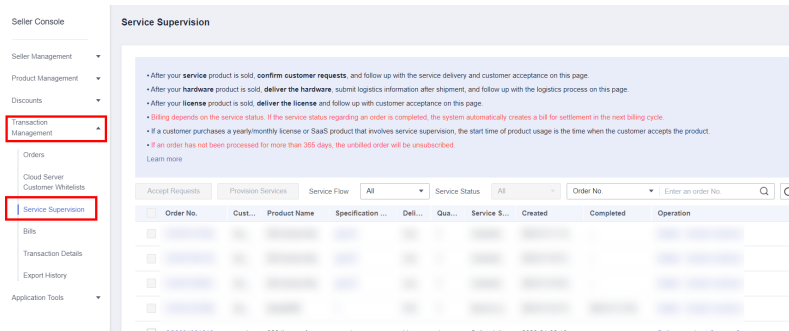 Seller Console
Service Supervision
Seller Management
Product Management
Discounts
Transaction
Management
Orders
Cloud Server
Customer Whitelists
Service Supervision
Bills
Transaction Details
Export History
Application Tools
• After your service product is sold, confirm customer requests, and follow up with the service delivery and customer acceptance on this page.
• After your hardware product is sold, deliver the hardware, submit logistics information after shipment, and follow up with the logistics process on this page.
• After your license product is sold, deliver the license and follow up with customer acceptance on this page.
• Billing depends on the service status. If the service status regarding an order is completed, the system automatically creates a bill for settlement in the next billing cycle.
• If a customer purchases a yearly/monthly license or SaaS product that involves service supervision, the start time of product usage is the time when the customer accepts the product.
• If an order has not been processed for more than 365 days, the unbilled order will be unsubscribed.
Learn more
Accept Requests Provision Services Service Flow All Service Status All Order No. Enter an order No.
Order No. Cust... Product Name Specification ... Deli... Qua... Service S... Created Completed Operation